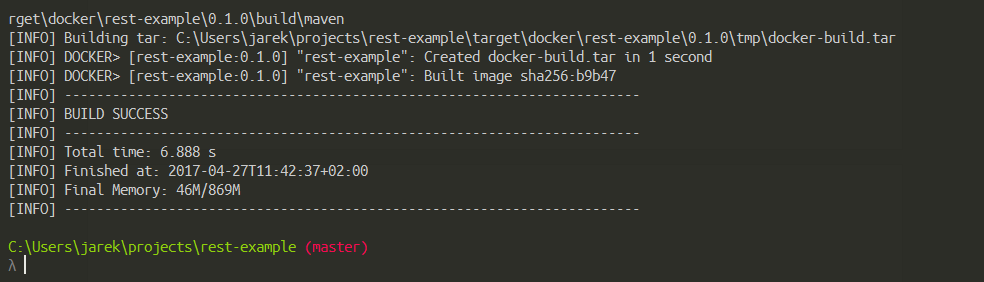 rget\docker\rest-example\0.1.0\build\maven
[INFO] Building tar: C:\Users\jarek\projects\rest-example\target\docker\rest-example\0.1.0\tmp\docker-build.tar
[INFO] DOCKER> [rest-example:0.1.0] "rest-example": Created docker-build.tar in 1 second
[INFO] DOCKER> [rest-example:0.1.0] "rest-example": Built image sha256:b9b47
[INFO] ------------------------------------------------------------------------
[INFO] BUILD SUCCESS
[INFO] ------------------------------------------------------------------------
[INFO] Total time: 6.888 s
[INFO] Finished at: 2017-04-27T11:42:37+02:00
[INFO] Final Memory: 46M/869M
[INFO] ------------------------------------------------------------------------
C:\Users\jarek\projects\rest-example (master)
λ